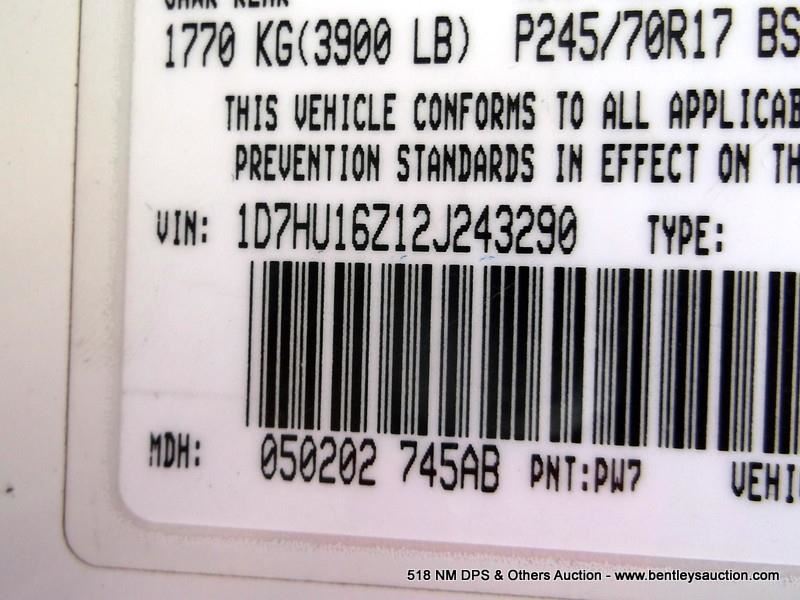 1770 KG(3900 LB) P245/70R17 BS
THIS VEHICLE CONFORMS TO ALL APPLICAB
PREVENTION STANDARDS IN EFFECT ON TH
VIN: 1D7HU16Z12J243290 TYPE:
MDH: 050202 745AB PNT:PW7 VEHI
518 NM DPS & Others Auction - www.bentleysauction.com